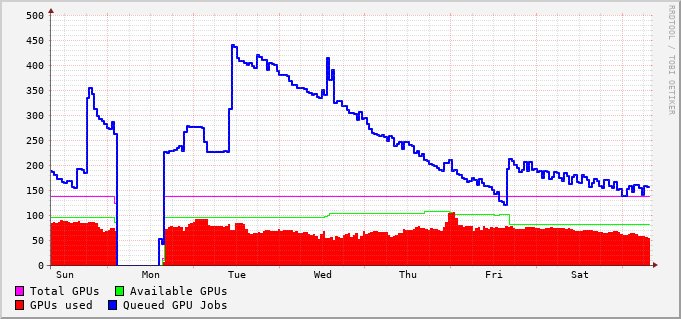 500
450
400
350
300
250
200
150
100
50
0
Sun Mon Tue Wed Thu Fri Sat
Total GPUs Available GPUs
GPUs used Queued GPU Jobs
RRDTOOL / TOBI OETIKER